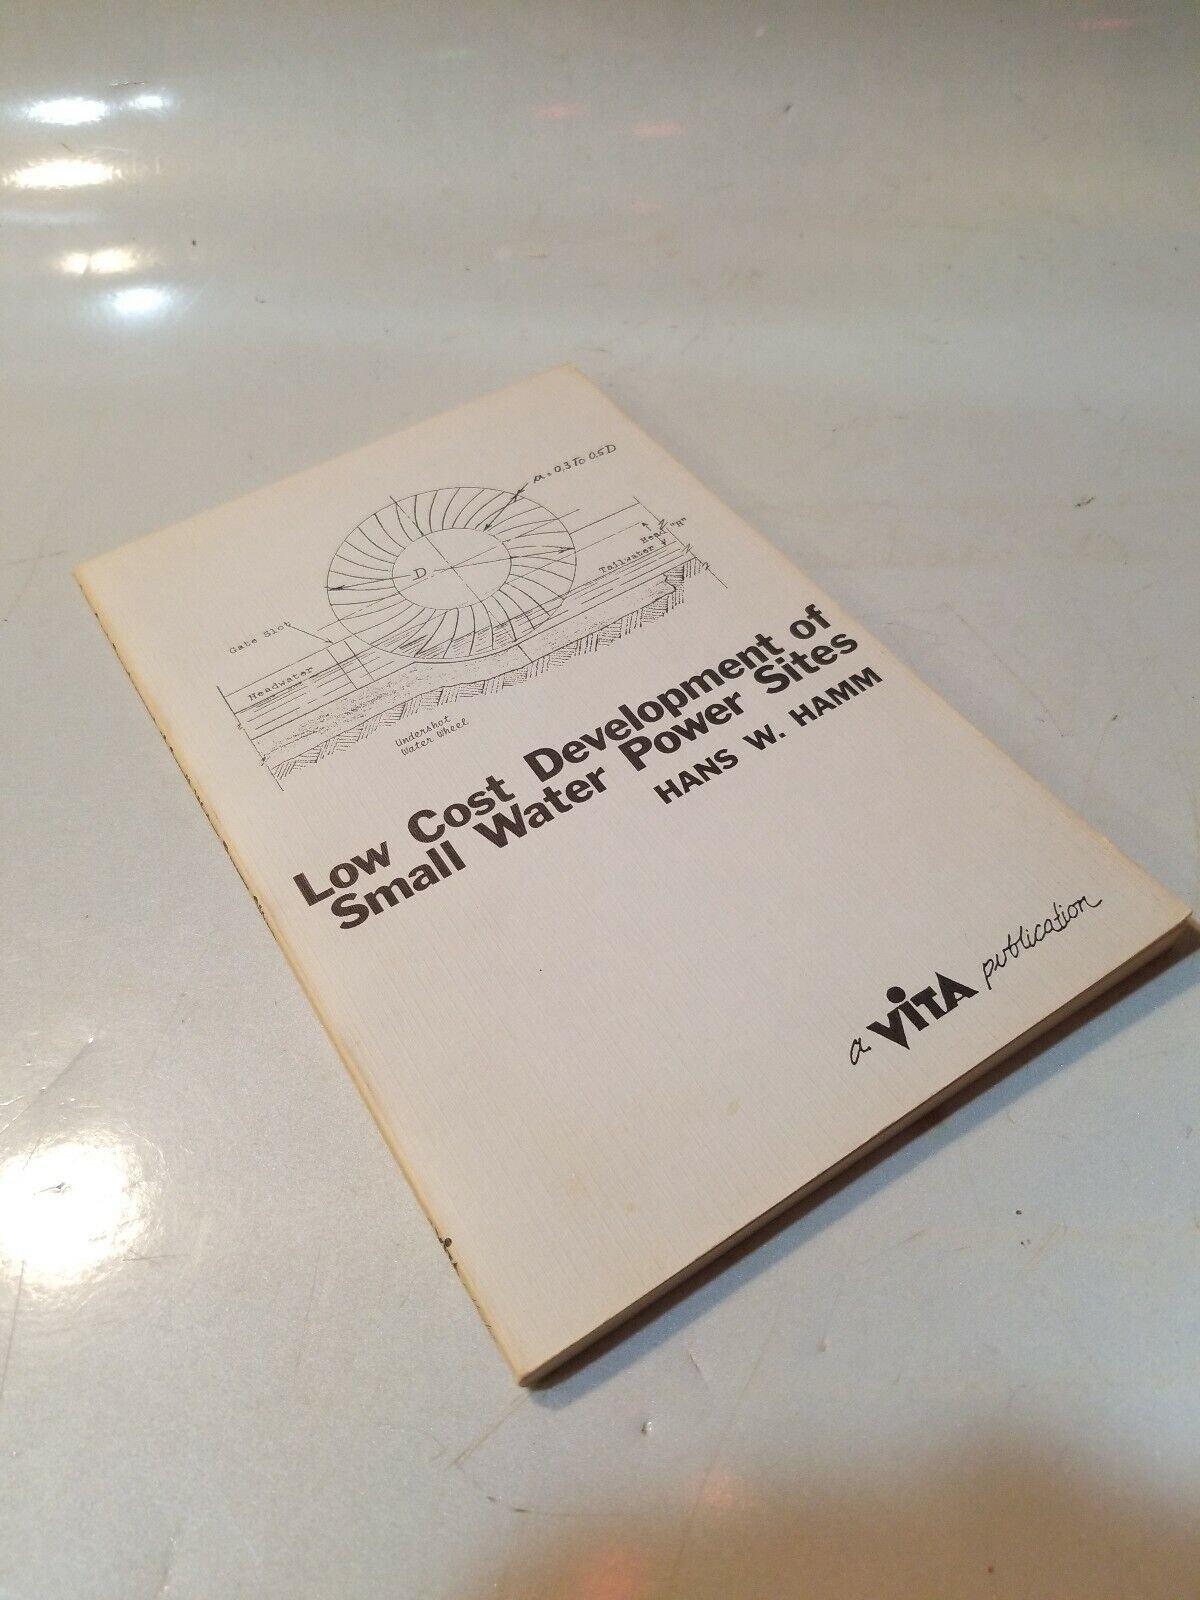 a = 0.3 To 0.5D
Head "H"
Tailwater
D
Gate Slot
Headwater
Undershot
Water Wheel
Low Cost Development of
Small Water Power Sites
HANS W. HAMM
a VITA publication